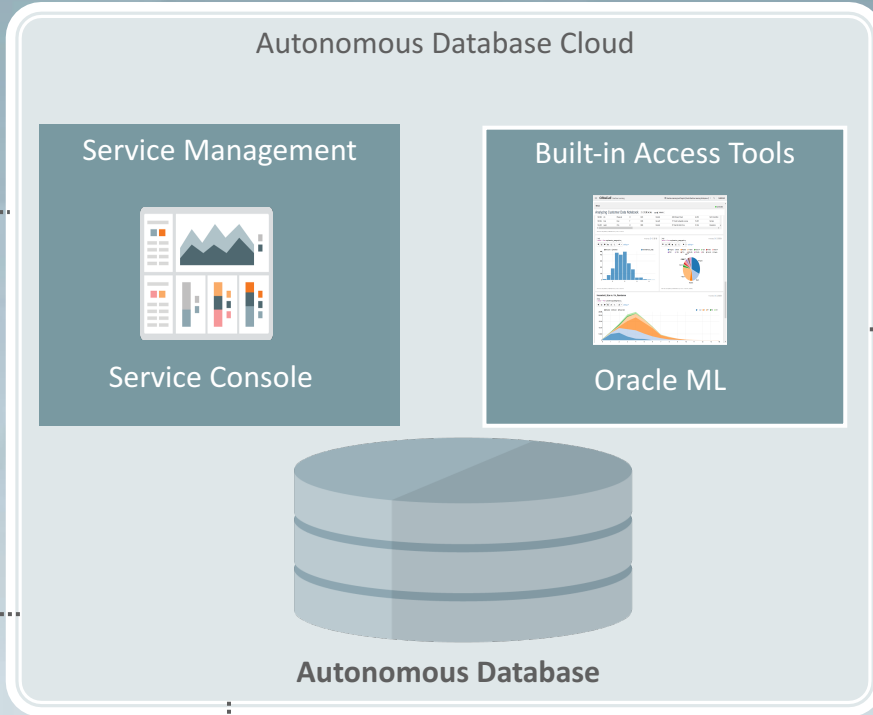 Autonomous Database Cloud
Service Management
Built-in Access Tools
Service Console
Oracle ML
Autonomous Database